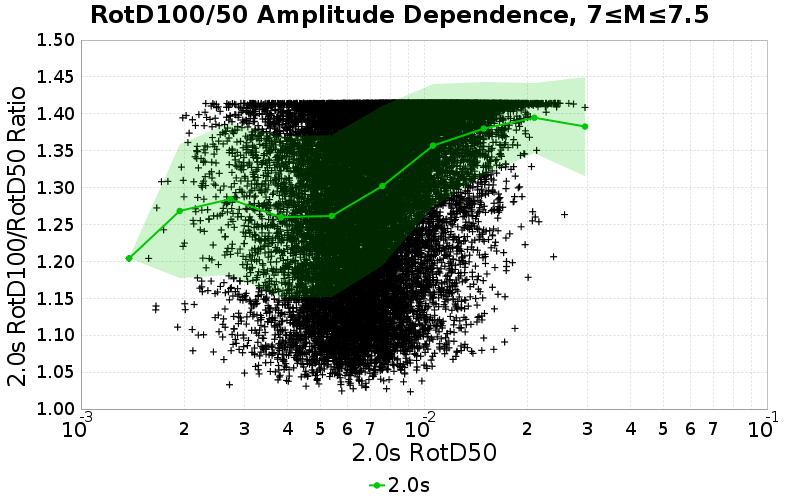 RotD100/50 Amplitude Dependence, 7≤M≤7.5
2.0s RotD100/RotD50 Ratio
1.50
1.45
1.40
1.35
1.30
1.25
1.20
1.15
1.10
1.05
1.00
10-3 2 3 4 5 6 7 10-2 2 3 4 5 6 7 10-1
2.0s RotD50
2.0s